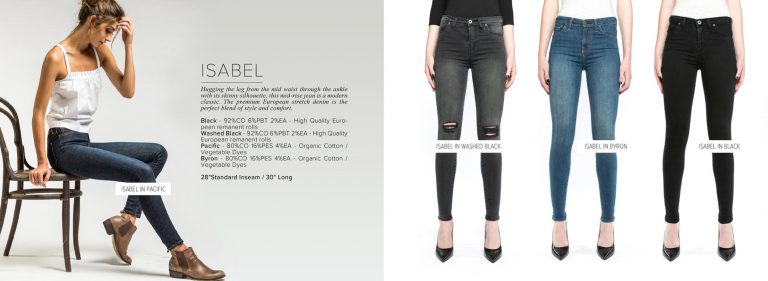 ISABEL
Hugging the leg from the mid waist through the ankle
with its skinny silhouette, this mid-rise jean is a modern
classic. The premium European stretch denim is the
perfect blend of style and comfort.
Black - 92%CO 6%PBT 2%EA - High Quality Euro-
pean remanent rolls
Washed Black - 92%CO 6%PBT 2%EA - High Quality
European remanent rolls
Pacific - 80%CO 16%PES 4%EA - Organic Cotton /
Vegetable Dyes
Byron - 80%CO 16%PES 4%EA - Organic Cotton /
Vegetable Dyes
28"Standard Inseam / 30" Long
ISABEL IN PACIFIC
ISABEL IN WASHED BLACK
ISABEL IN BYRON
ISABEL IN BLACK